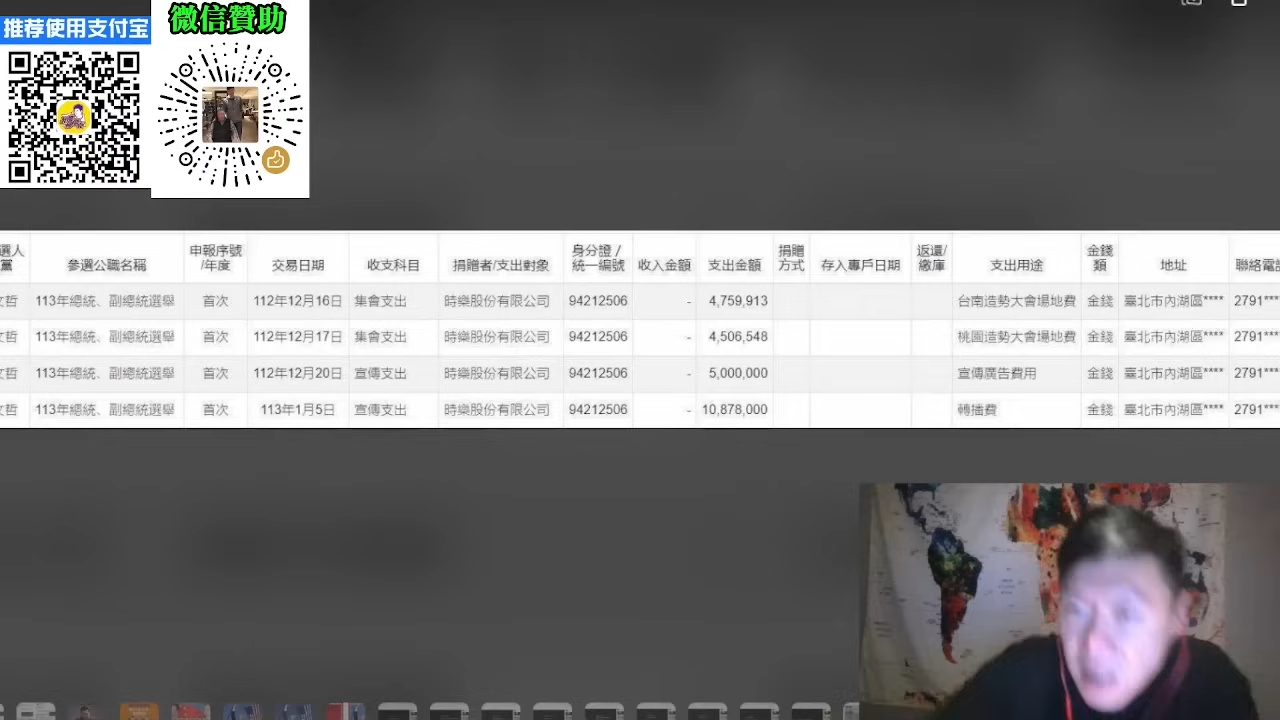 推荐使用支付宝
微信贊助
選人 參選公職名稱 申報序號 交易日期 收支科目 捐贈者/支出對象 身分證 / 收入金額 支出金額 捐贈 存入專戶日期 返還/ 支出用途 金錢 地址 聯絡電話
黨 /年度 統一編號 方式 繳庫 類
文哲 113年總統、副總統選舉 首次 112年12月16日 集會支出 時樂股份有限公司 94212506 - 4,759,913 台南造勢大會場地費 金錢 臺北市內湖區**** 2791***
文哲 113年總統、副總統選舉 首次 112年12月17日 集會支出 時樂股份有限公司 94212506 - 4,506,548 桃園造勢大會場地費 金錢 臺北市內湖區**** 2791***
文哲 113年總統、副總統選舉 首次 112年12月20日 宣傳支出 時樂股份有限公司 94212506 - 5,000,000 宣傳廣告費用 金錢 臺北市內湖區**** 2791***
文哲 113年總統、副總統選舉 首次 113年1月5日 宣傳支出 時樂股份有限公司 94212506 - 10,878,000 轉播費 金錢 臺北市內湖區**** 2791***